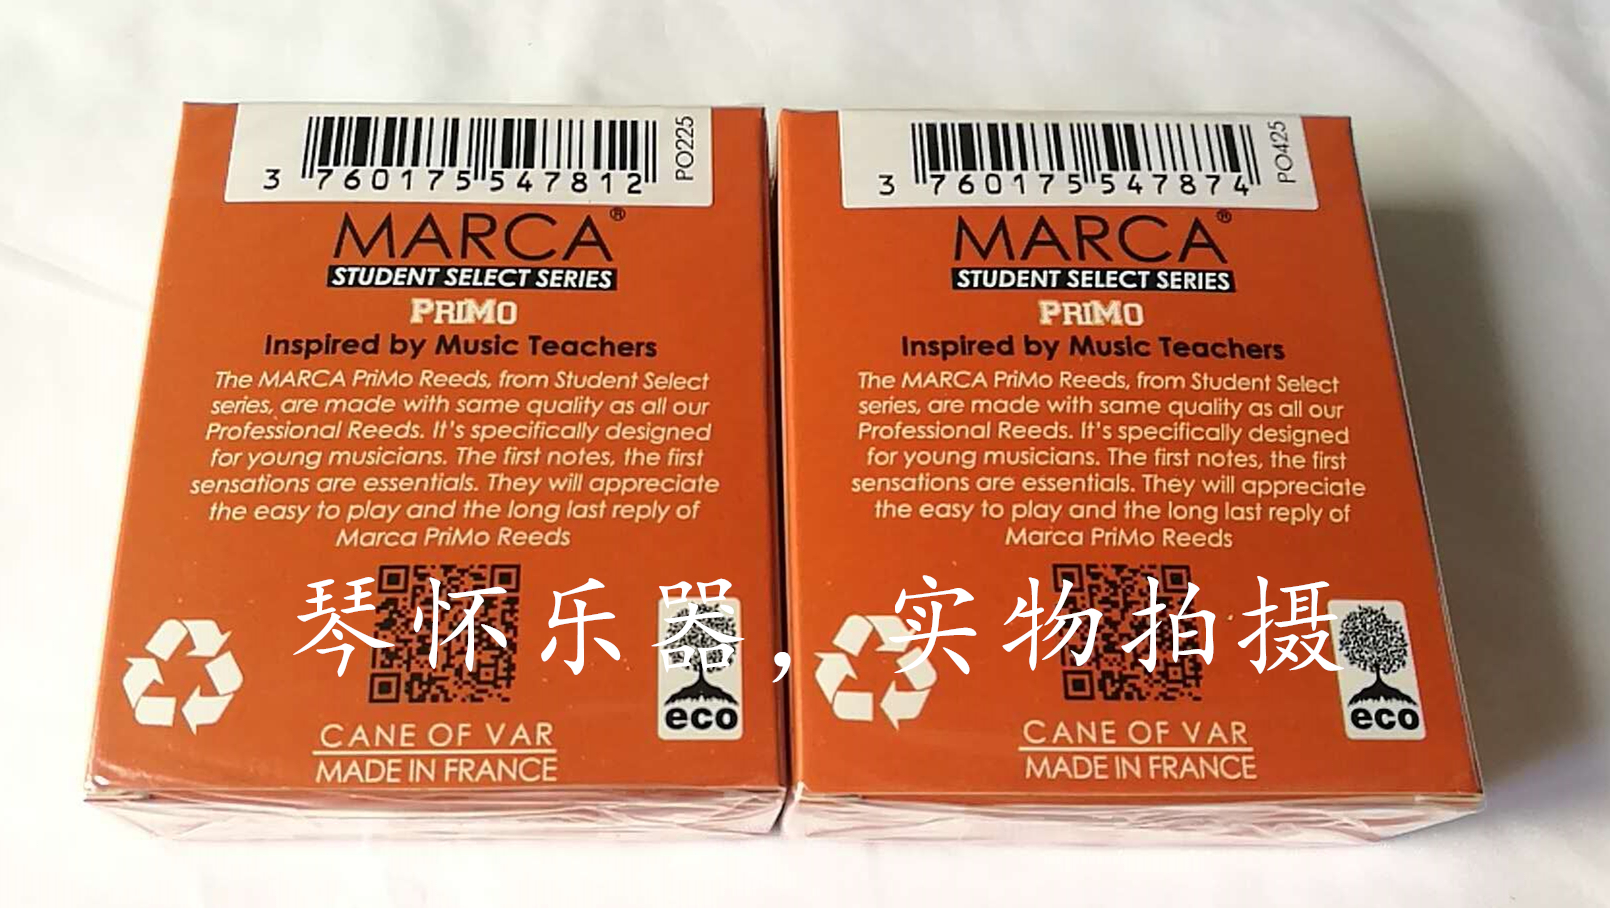 3 760175 547812
PO225
MARCA®
STUDENT SELECT SERIES
PRIMO
Inspired by Music Teachers
The MARCA PriMo Reeds, from Student Select
series, are made with same quality as all our
Professional Reeds. It's specifically designed
for young musicians. The first notes, the first
sensations are essentials. They will appreciate
the easy to play and the long last reply of
Marca PriMo Reeds
eco
CANE OF VAR
MADE IN FRANCE
3 760175 547874
PO425
MARCA®
STUDENT SELECT SERIES
PRIMO
Inspired by Music Teachers
The MARCA PriMo Reeds, from Student Select
series, are made with same quality as all our
Professional Reeds. It's specifically designed
for young musicians. The first notes, the first
sensations are essentials. They will appreciate
the easy to play and the long last reply of
Marca PriMo Reeds
eco
CANE OF VAR
MADE IN FRANCE
琴怀乐器，实物拍摄